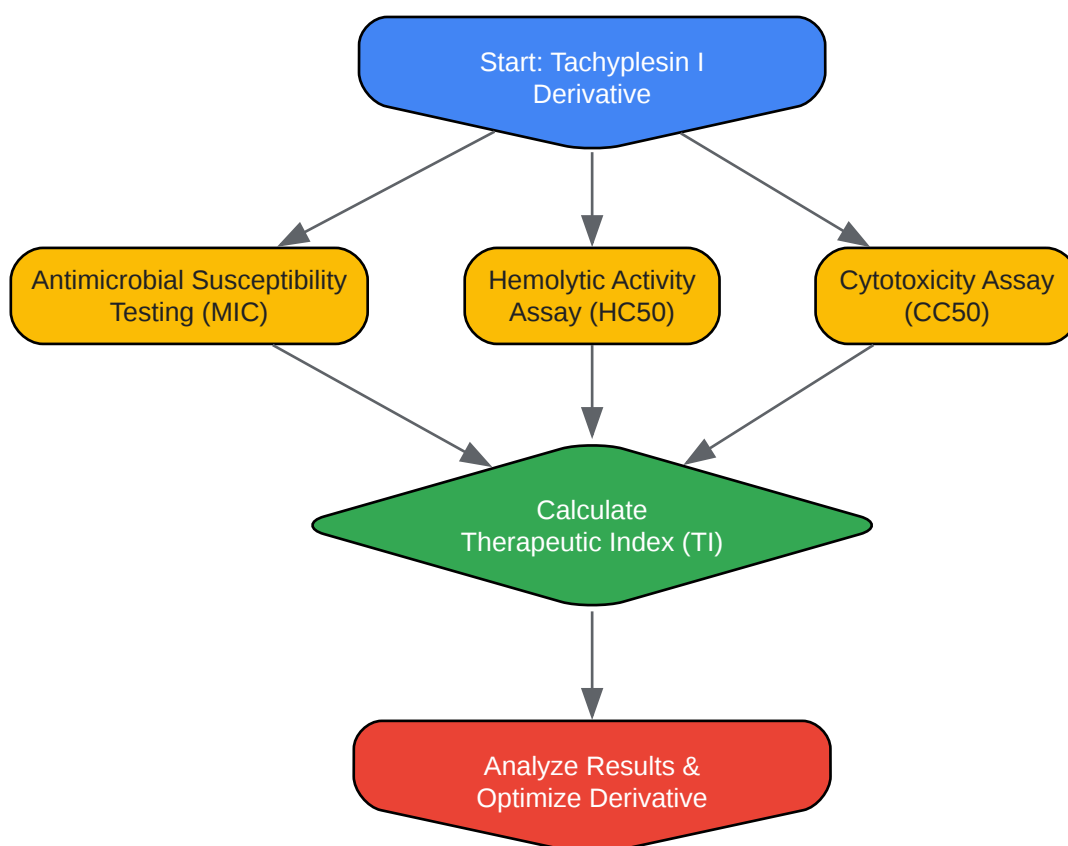 Start: Tachyplesin I
Derivative
Antimicrobial Susceptibility
Testing (MIC)
Hemolytic Activity
Assay (HC50)
Cytotoxicity Assay
(CC50)
Calculate
Therapeutic Index (TI)
Analyze Results &
Optimize Derivative